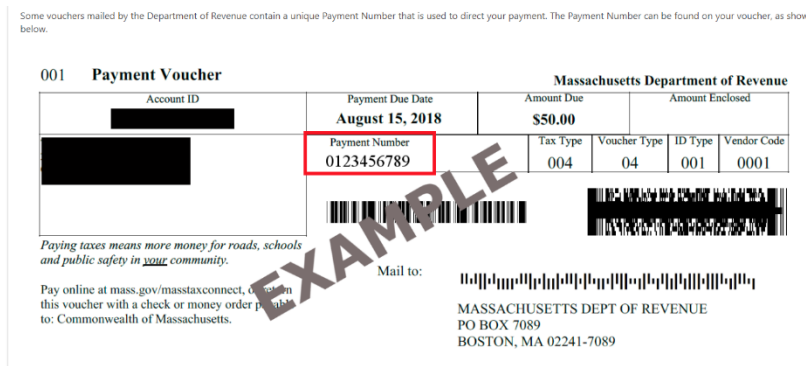 Some vouchers mailed by the Department of Revenue contain a unique Payment Number that is used to direct your payment. The Payment Number can be found on your voucher, as
below.
001 Payment Voucher
Massachusetts Department of Revenue
Account ID
Payment Due Date
August 15, 2018
Amount Due
$50.00
Amount Enclosed
Payment Number
0123456789
Tax Type
004
Voucher Type
04
ID Type
001
Vendor Code
0001
EXAMPLE
Paying taxes means more money for roads, schools
and public safety in your community.
Pay online at mass.gov/masstaxconnect,
this voucher with a check or money order
to: Commonwealth of Massachusetts.
Mail to:
MASSACHUSETTS DEPT OF REVENUE
PO BOX 7089
BOSTON, MA 02241-7089